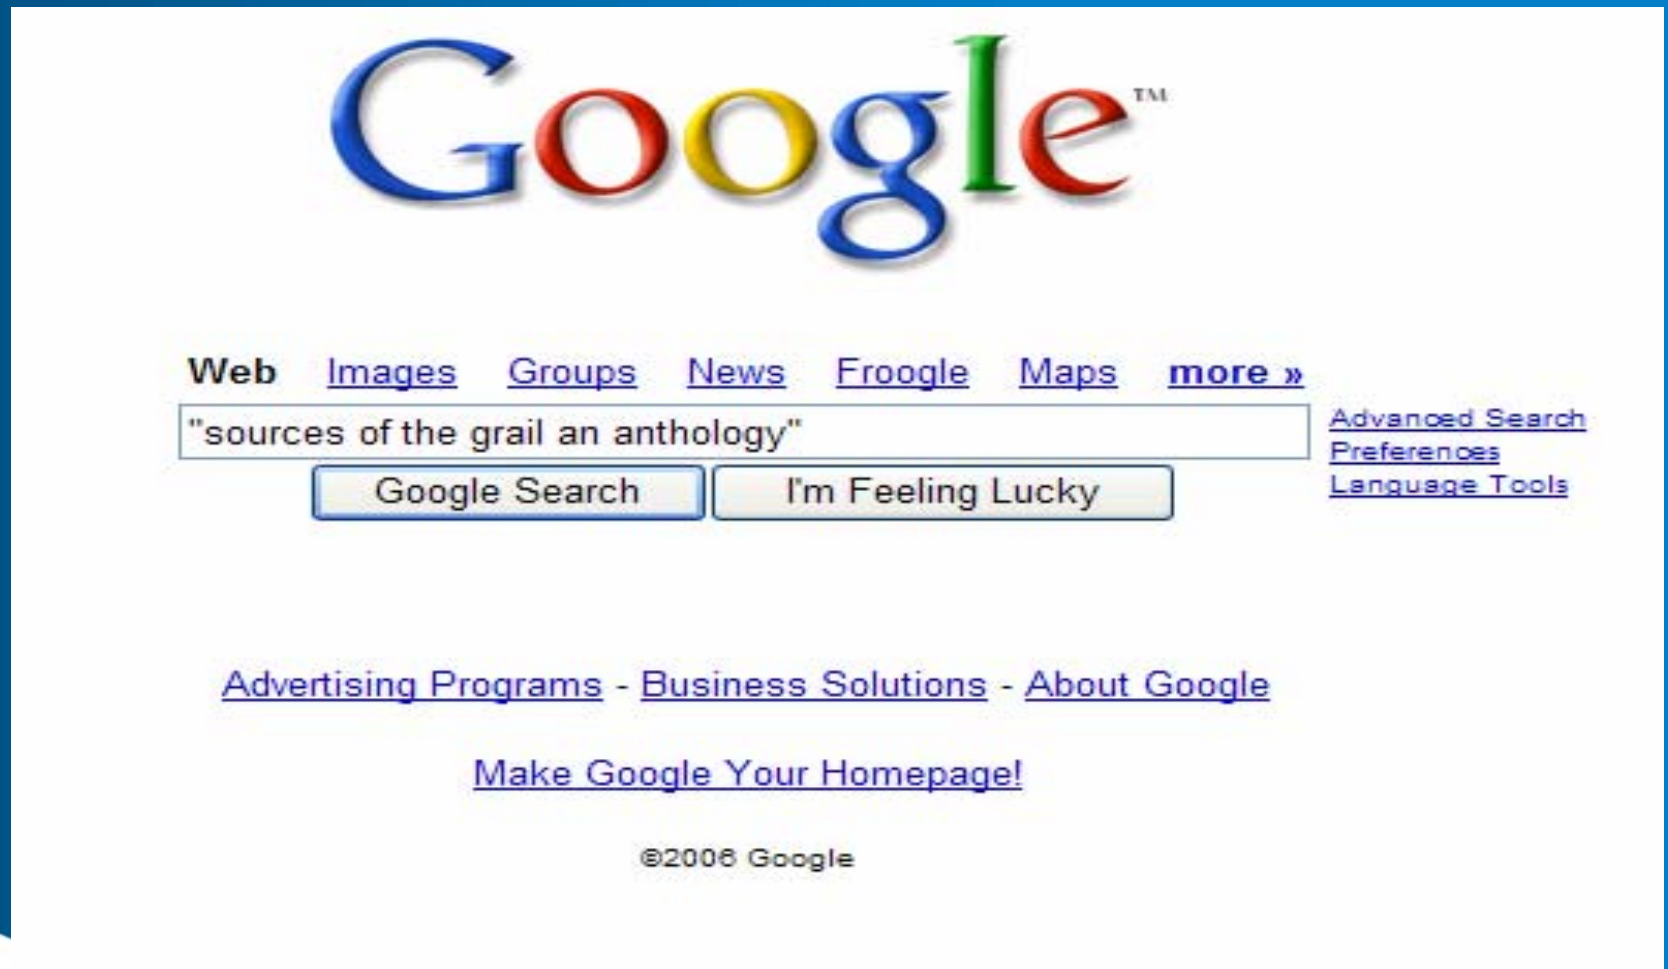 Google™
Web Images Groups News Froogle Maps more »
"sources of the grail an anthology"
Advanced Search
Preferences
Language Tools
Google Search I'm Feeling Lucky
Advertising Programs - Business Solutions - About Google
Make Google Your Homepage!
©2006 Google